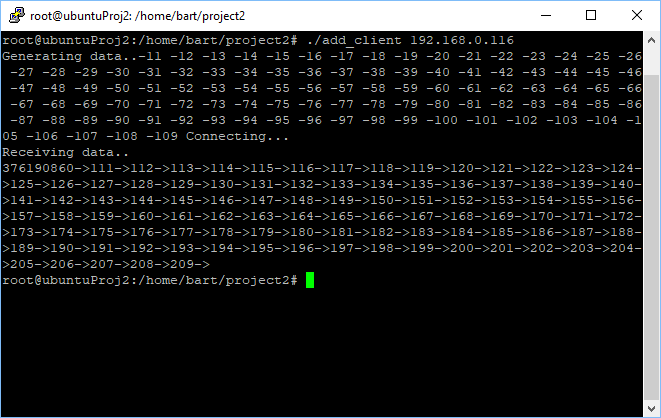 root@ubuntuProj2: /home/bart/project2
root@ubuntuProj2:/home/bart/project2# ./add_client 192.168.0.116
Generating data..-11 -12 -13 -14 -15 -16 -17 -18 -19 -20 -21 -22 -23 -24 -25 -26
 -27 -28 -29 -30 -31 -32 -33 -34 -35 -36 -37 -38 -39 -40 -41 -42 -43 -44 -45 -46
 -47 -48 -49 -50 -51 -52 -53 -54 -55 -56 -57 -58 -59 -60 -61 -62 -63 -64 -65 -66
 -67 -68 -69 -70 -71 -72 -73 -74 -75 -76 -77 -78 -79 -80 -81 -82 -83 -84 -85 -86
 -87 -88 -89 -90 -91 -92 -93 -94 -95 -96 -97 -98 -99 -100 -101 -102 -103 -104 -1
05 -106 -107 -108 -109 Connecting...
Receiving data..
376190860->111->112->113->114->115->116->117->118->119->120->121->122->123->124-
>125->126->127->128->129->130->131->132->133->134->135->136->137->138->139->140-
>141->142->143->144->145->146->147->148->149->150->151->152->153->154->155->156-
>157->158->159->160->161->162->163->164->165->166->167->168->169->170->171->172-
>173->174->175->176->177->178->179->180->181->182->183->184->185->186->187->188-
>189->190->191->192->193->194->195->196->197->198->199->200->201->202->203->204-
>205->206->207->208->209->
root@ubuntuProj2:/home/bart/project2#